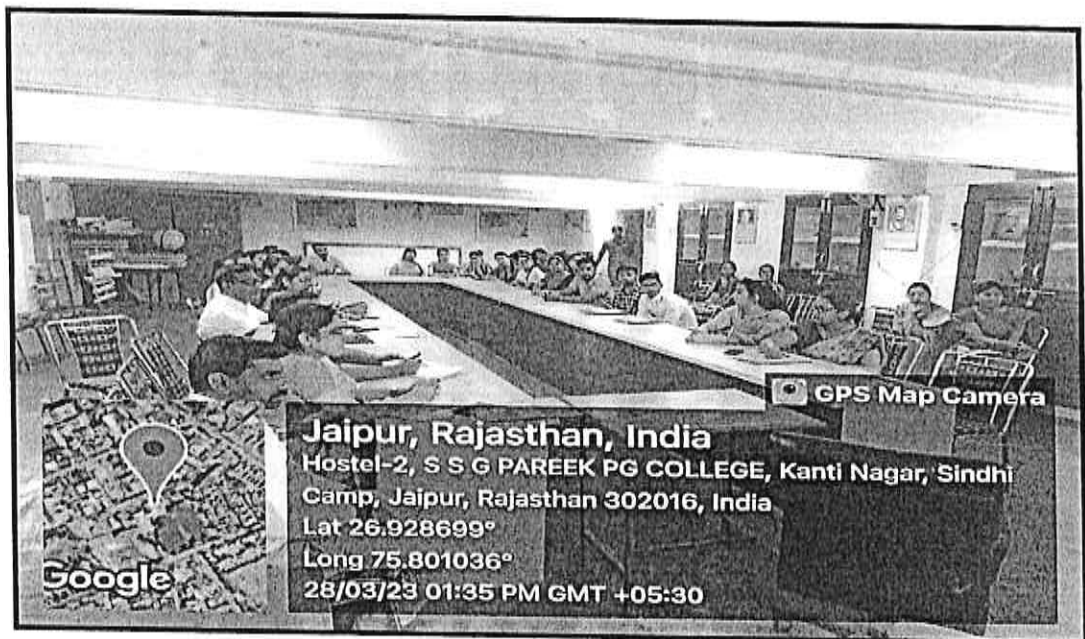 GPS Map Camera
Jaipur, Rajasthan, India
Hostel-2, S S G PAREEK PG COLLEGE, Kanti Nagar, Sindhi
Camp, Jaipur, Rajasthan 302016, India
Lat 26.928699°
Long 75.801036°
28/03/23 01:35 PM GMT +05:30
Google